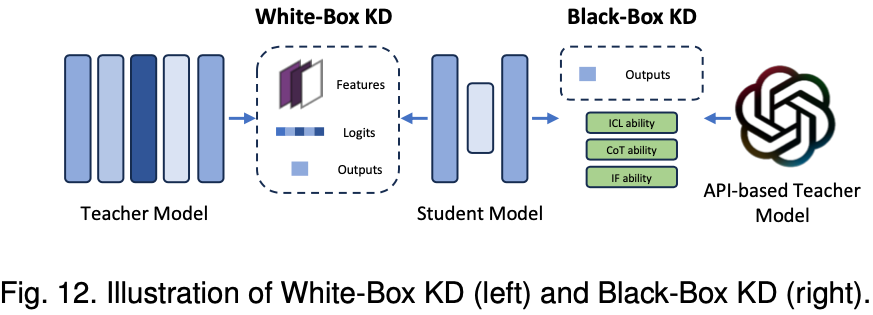 White-Box KD
Black-Box KD
Features
Logits
Outputs
Outputs
ICL ability
CoT ability
IF ability
Teacher Model
Student Model
API-based Teacher
Model
Fig. 12. Illustration of White-Box KD (left) and Black-Box KD (right).